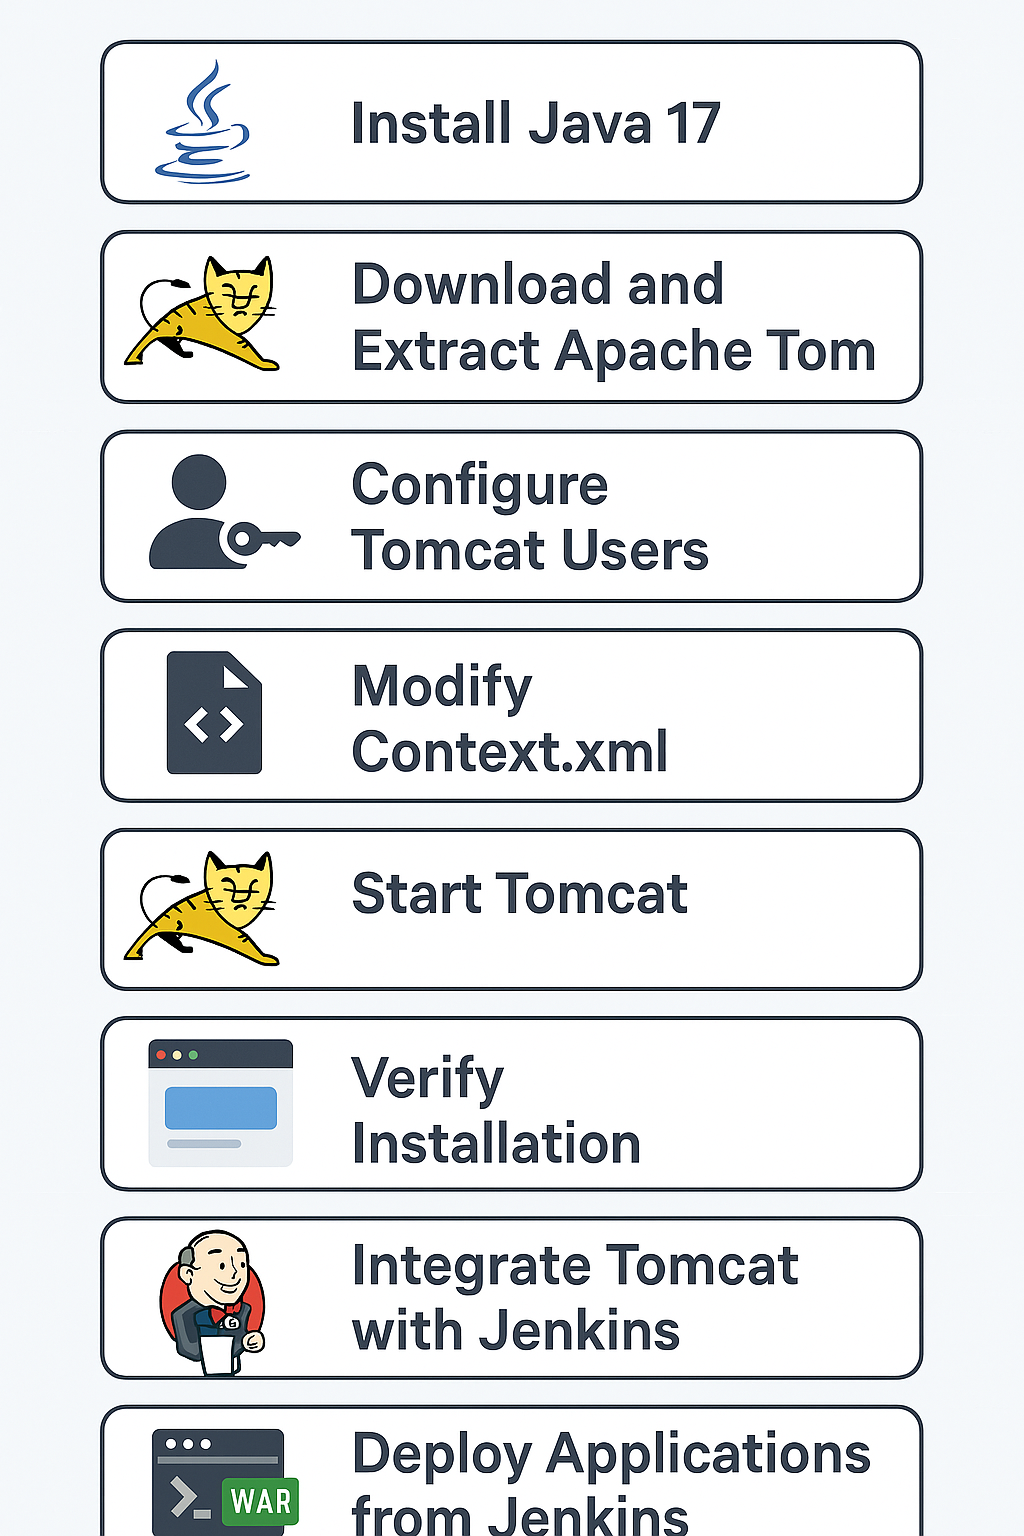 Install Java 17
Download and
Extract Apache Tom
Configure
Tomcat Users
Modify
Context.xml
Start Tomcat
Verify
Installation
Integrate Tomcat
with Jenkins
Deploy Applications
WAR
from Jenkins